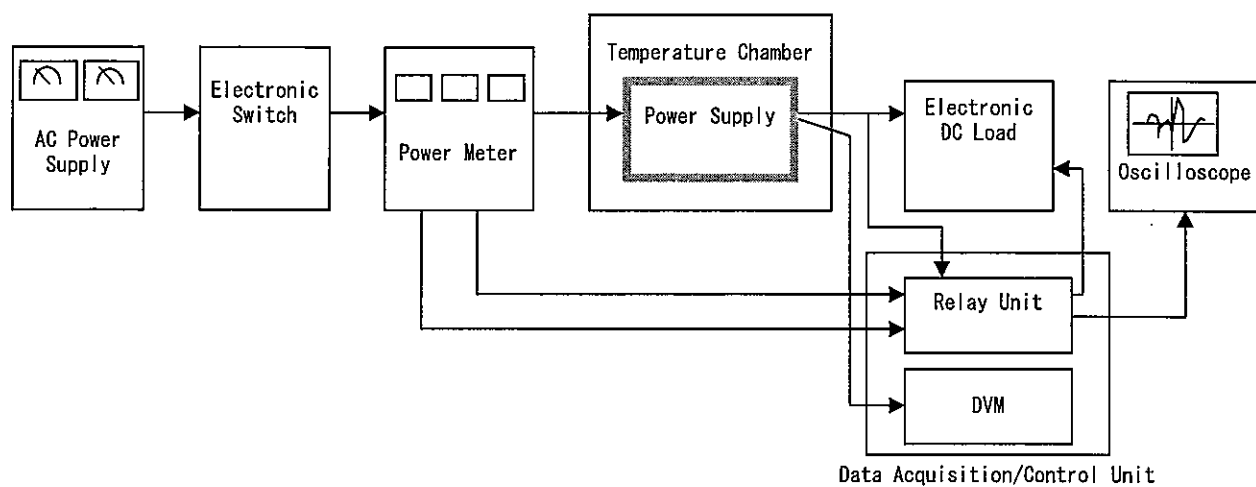 AC Power
Supply
Electronic
Switch
Power Meter
Temperature Chamber
Power Supply
Electronic
DC Load
Oscilloscope
Relay Unit
DVM
Data Acquisition/Control Unit